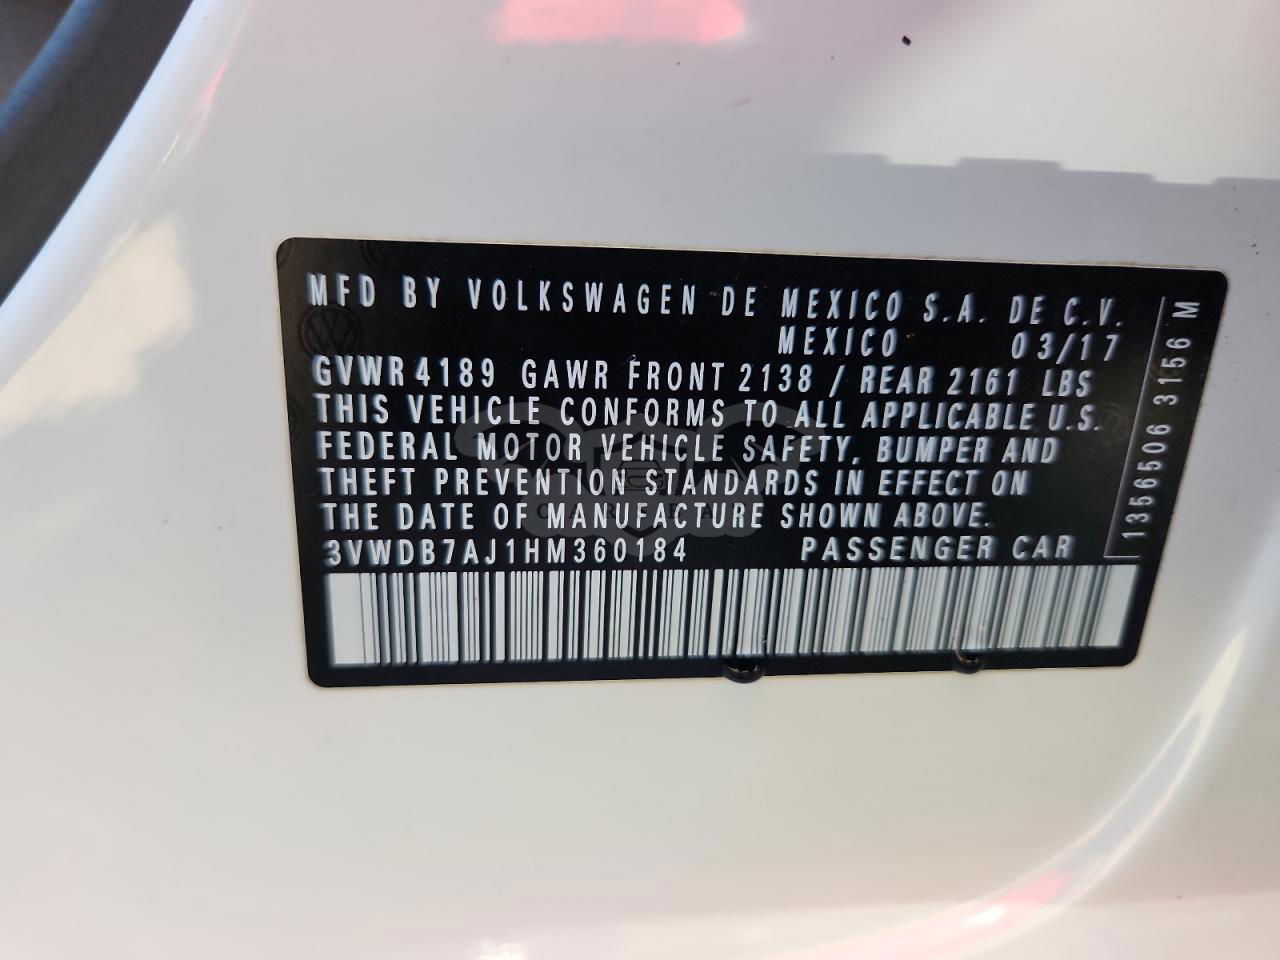 MFD BY VOLKSWAGEN DE MEXICO S.A. DE C.V.
MEXICO 03/17
GVWR 4189 GAWR FRONT 2138 / REAR 2161 LBS
THIS VEHICLE CONFORMS TO ALL APPLICABLE U.S.
FEDERAL MOTOR VEHICLE SAFETY, BUMPER AND
THEFT PREVENTION STANDARDS IN EFFECT ON
THE DATE OF MANUFACTURE SHOWN ABOVE.
3VWDB7AJ1HM360184 PASSENGER CAR
1356506 3156 M